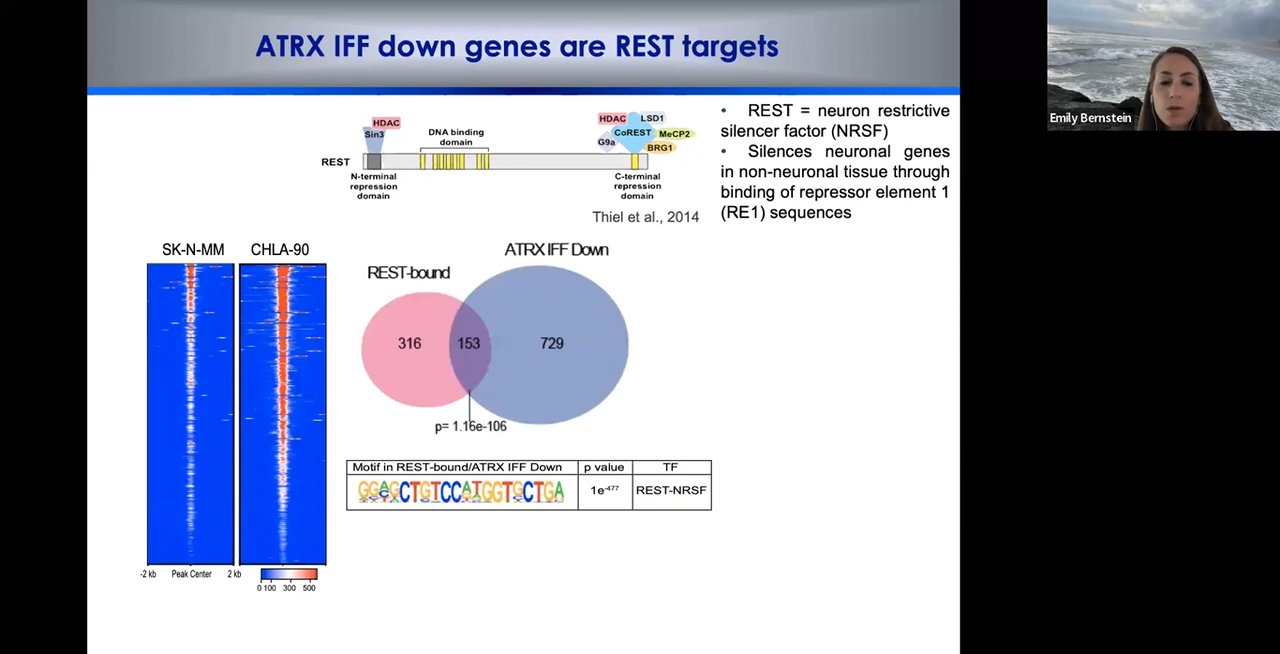 ATRX IFF down genes are REST targets
Emily Bernstein
HDAC
Sin3
DNA binding
domain
HDAC
LSD1
CoREST
MeCP2
G9a
BRG1
REST
N-terminal
repression
domain
C-terminal
repression
domain
Thiel et al., 2014
• REST = neuron restrictive
silencer factor (NRSF)
• Silences neuronal genes
in non-neuronal tissue through
binding of repressor element 1
(RE1) sequences
SK-N-MM
CHLA-90
-2 kb
Peak Center
2 kb
0 100 300 500
REST-bound
ATRX IFF Down
316
153
729
p= 1.16e-106
Motif in REST-bound/ATRX IFF Down
p value
TF
GGAGCTGTCCATGGTGCTGA
1e-477
REST-NRSF